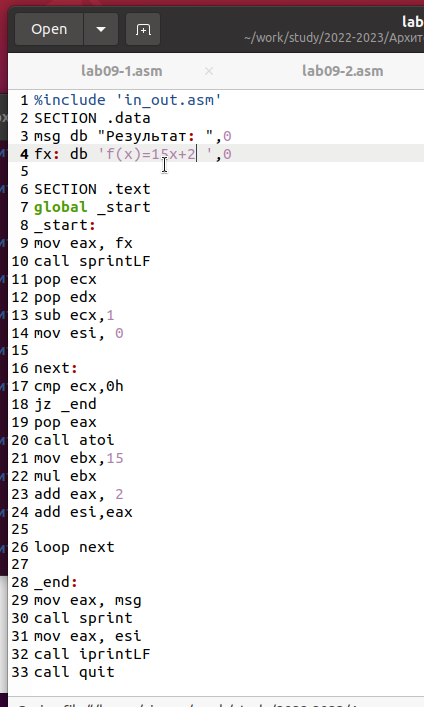 Open
lab
~/work/study/2022-2023/Архите
lab09-1.asm
lab09-2.asm
1 %include 'in_out.asm'
2 SECTION .data
3 msg db "Результат: ",0
4 fx: db 'f(x)=15x+2 ',0
5
6 SECTION .text
7 global _start
8 _start:
9 mov eax, fx
10 call sprintLF
11 pop ecx
12 pop edx
13 sub ecx,1
14 mov esi, 0
15
16 next:
17 cmp ecx,0h
18 jz _end
19 pop eax
20 call atoi
21 mov ebx,15
22 mul ebx
23 add eax, 2
24 add esi,eax
25
26 loop next
27
28 _end:
29 mov eax, msg
30 call sprint
31 mov eax, esi
32 call iprintLF
33 call quit